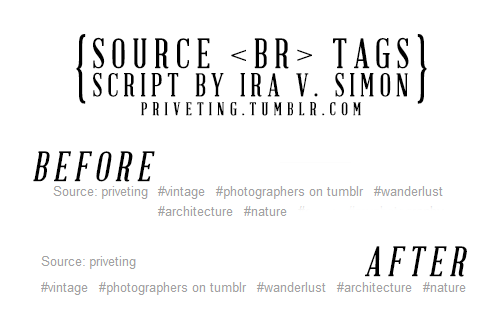 {SOURCE <BR> TAGS
SCRIPT BY IRA V. SIMON}
PRIVETING.TUMBLR.COM
BEFORE
Source: priveting #vintage #photographers on tumblr #wanderlust
#architecture #nature
AFTER
Source: priveting
#vintage #photographers on tumblr #wanderlust #architecture #nature